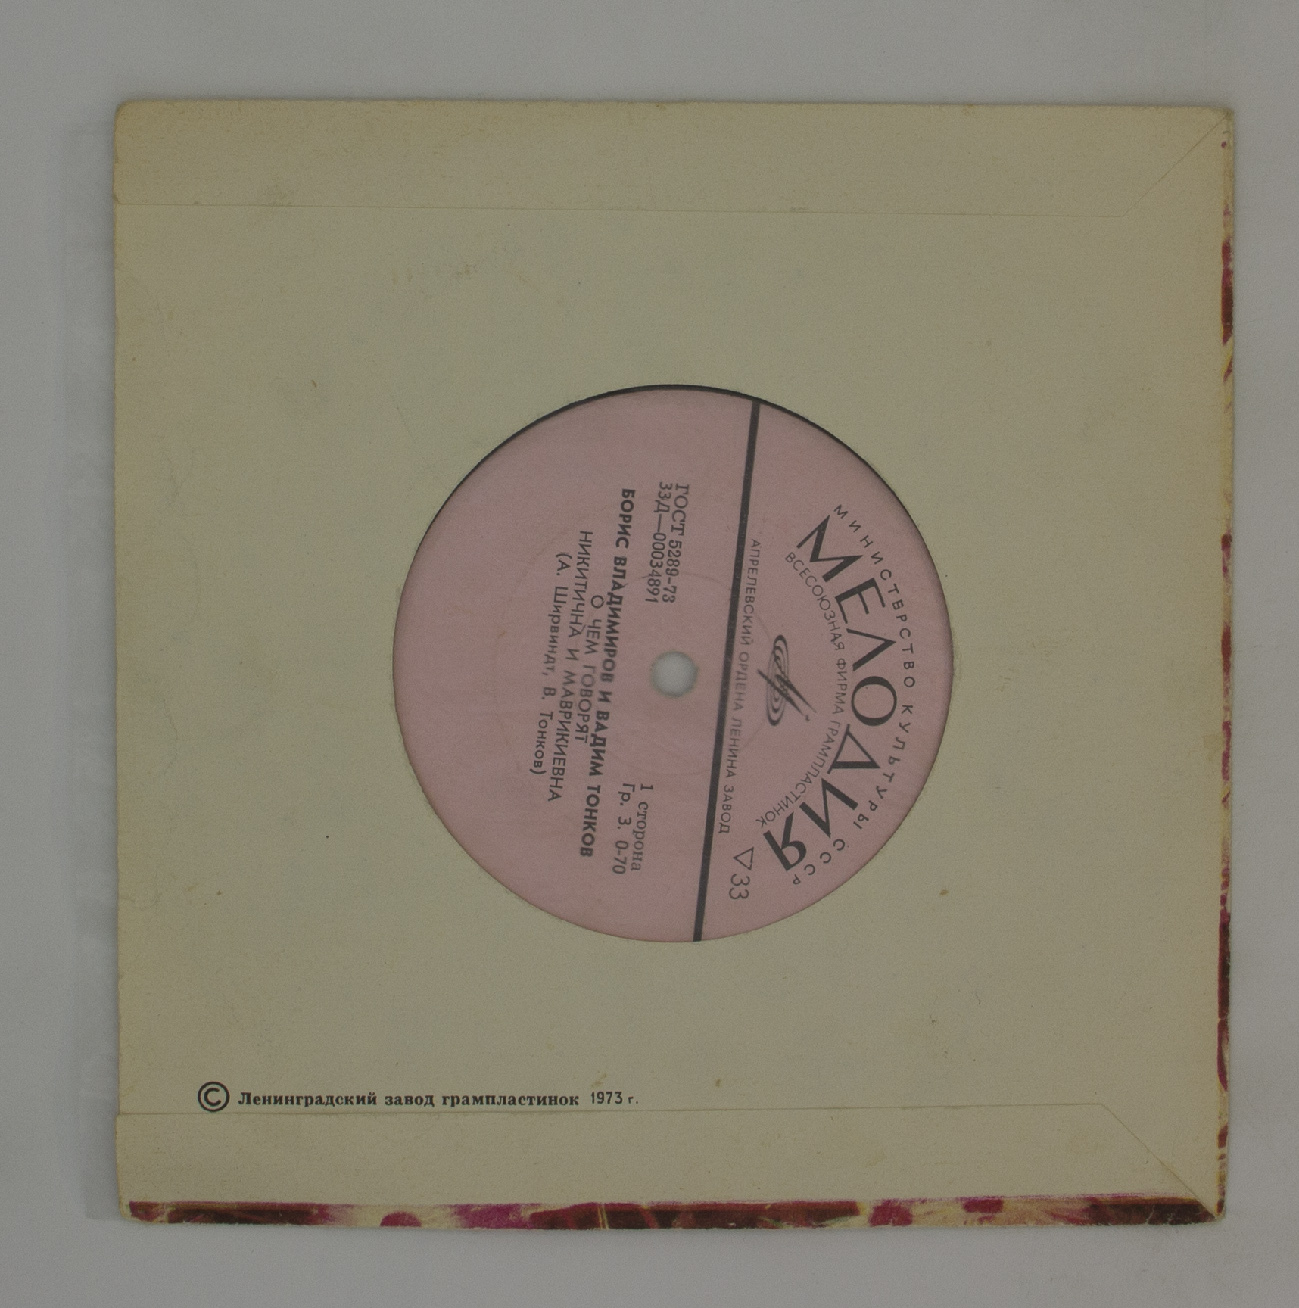 МИНИСТЕРСТВО КУЛЬТУРЫ СССР
МЕЛОДИЯ
ВСЕСОЮЗНАЯ ФИРМА ГРАМПЛАСТИНОК
АПРЕЛЕВСКИЙ ОРДЕНА ЛЕНИНА ЗАВОД
33
ГОСТ 5289-73
33Д—00034891
1 сторона
Гр. 3. 0-70
БОРИС ВЛАДИМИРОВ И ВАДИМ ТОНКОВ
О ЧЕМ ГОВОРЯТ
НИКИТИЧНА И МАВРИКИЕВНА
(А. Ширвиндт, В. Тонков)
© Ленинградский завод грампластинок 1973 г.